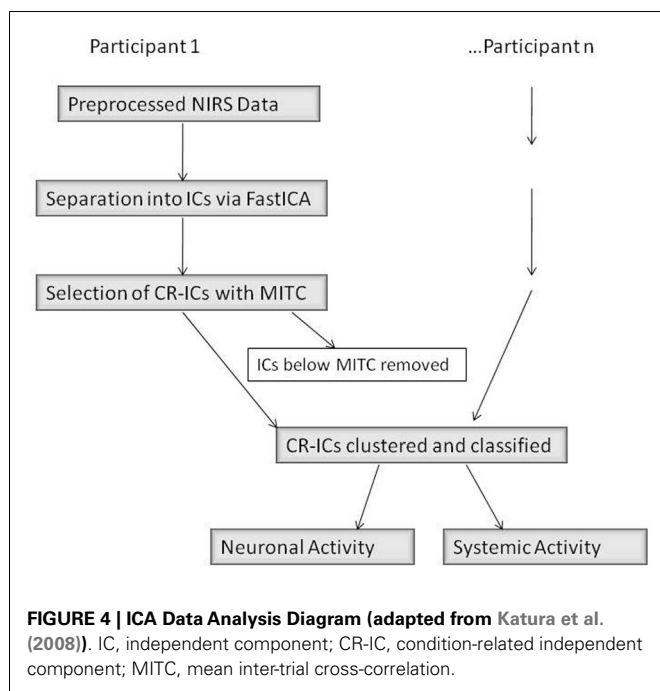 Participant 1
...Participant n
Preprocessed NIRS Data
Separation into ICs via FastICA
Selection of CR-ICs with MITC
ICs below MITC removed
CR-ICs clustered and classified
Neuronal Activity
Systemic Activity
FIGURE 4 | ICA Data Analysis Diagram (adapted from Katura et al.
(2008)). IC, independent component; CR-IC, condition-related independent
component; MITC, mean inter-trial cross-correlation.